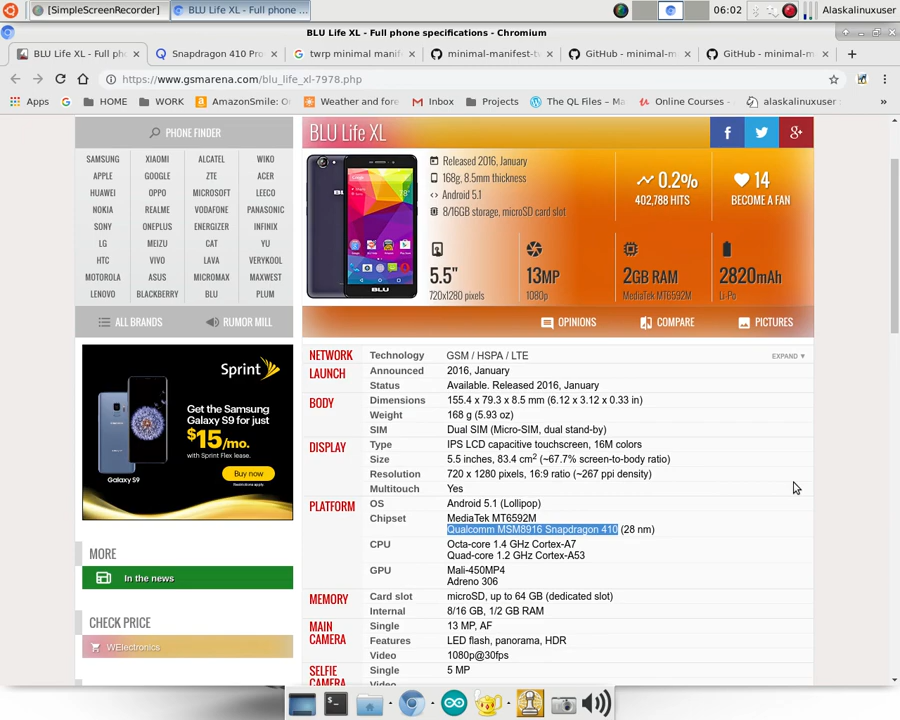 [SimpleScreenRecorder]
BLU Life XL - Full phone ...
06:02
Alaskalinuxuser
BLU Life XL - Full phone specifications - Chromium
BLU Life XL - Full ph
Snapdragon 410 Pro
twrp minimal manif
minimal-manifest-t
GitHub - minimal-m
GitHub - minimal-m
https://www.gsmarena.com/blu_life_xl-7978.php
Apps
HOME
WORK
AmazonSmile:
Weather and fore
Inbox
Projects
The QL Files – Ma
Online Courses -
alaskalinuxuser
»
PHONE FINDER
SAMSUNG XIAOMI ALCATEL WIKO
APPLE GOOGLE ZTE ACER
HUAWEI OPPO MICROSOFT LEECO
NOKIA REALME VODAFONE PANASONIC
SONY ONEPLUS ENERGIZER INFINIX
LG MEIZU CAT YU
HTC VIVO LAVA VERYKOOL
MOTOROLA ASUS MICROMAX MAXWEST
LENOVO BLACKBERRY BLU PLUM
ALL BRANDS
RUMOR MILL
BLU Life XL
Released 2016, January
168g, 8.5mm thickness
Android 5.1
8/16GB storage, microSD card slot
0.2%
402,788 HITS
14
BECOME A FAN
5.5"
720x1280 pixels
13MP
1080p
2GB RAM
MediaTek MT6592M
2820mAh
Li-Po
BLU
OPINIONS
COMPARE
PICTURES
Sprint
Get the Samsung
Galaxy S9 for just
$15/mo.
with Sprint Flex lease.
Buy now
Restrictions apply
Galaxy S9
MORE
In the news
CHECK PRICE
WElectronics
NETWORK Technology GSM / HSPA / LTE EXPAND ▼
LAUNCH Announced 2016, January
Status Available. Released 2016, January
BODY Dimensions 155.4 x 79.3 x 8.5 mm (6.12 x 3.12 x 0.33 in)
Weight 168 g (5.93 oz)
SIM Dual SIM (Micro-SIM, dual stand-by)
DISPLAY Type IPS LCD capacitive touchscreen, 16M colors
Size 5.5 inches, 83.4 cm2 (~67.7% screen-to-body ratio)
Resolution 720 x 1280 pixels, 16:9 ratio (~267 ppi density)
Multitouch Yes
PLATFORM OS Android 5.1 (Lollipop)
Chipset MediaTek MT6592M
Qualcomm MSM8916 Snapdragon 410 (28 nm)
CPU Octa-core 1.4 GHz Cortex-A7
Quad-core 1.2 GHz Cortex-A53
GPU Mali-450MP4
Adreno 306
MEMORY Card slot microSD, up to 64 GB (dedicated slot)
Internal 8/16 GB, 1/2 GB RAM
MAIN CAMERA Single 13 MP, AF
Features LED flash, panorama, HDR
Video 1080p@30fps
SELFIE CAMERA Single 5 MP
Video